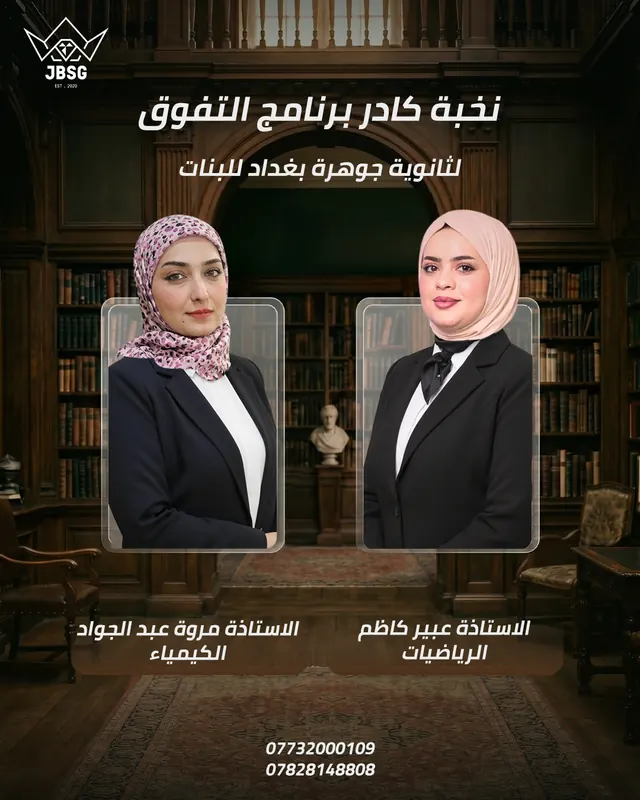 JBSG
EST . 2020
نخبة كادر برنامج التفوق
لثانوية جوهرة بغداد للبنات
الاستاذة عبير كاظم
الرياضيات
الاستاذة مروة عبد الجواد
الكيمياء
07732000109
07828148808